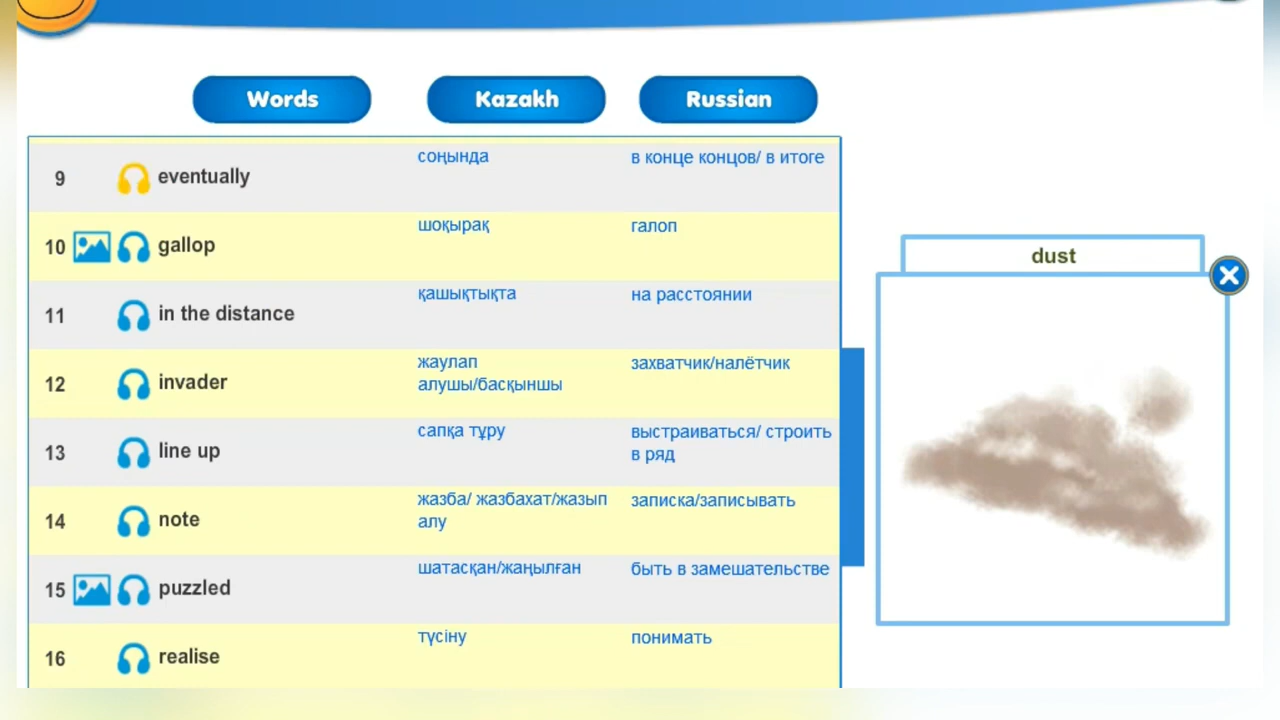 Words Kazakh Russian
9 eventually соңында в конце концов/ в итоге
10 gallop шоқырақ галоп
11 in the distance қашықтықта на расстоянии
12 invader жаулап алушы/басқыншы захватчик/налётчик
13 line up сапқа тұру выстраиваться/ строить в ряд
14 note жазба/ жазбахат/жазып алу записка/записывать
15 puzzled шатасқан/жаңылған быть в замешательстве
16 realise түсіну понимать
dust